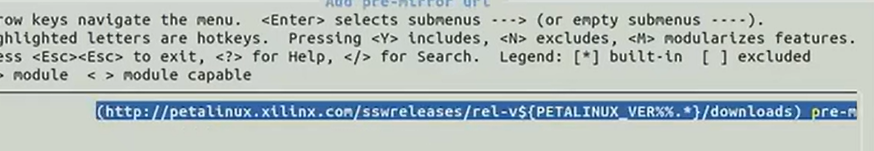 Add pre-mirror url
row keys navigate the menu.  <Enter> selects submenus ---> (or empty submenus ----).
ghlighted letters are hotkeys.  Pressing <Y> includes, <N> excludes, <M> modularizes features.
ess <Esc><Esc> to exit, <?> for Help, </> for Search.  Legend: [*] built-in  [ ] excluded
> module  < > module capable
(http://petalinux.xilinx.com/sswreleases/rel-v${PETALINUX_VER%%.*}/downloads) pre-m